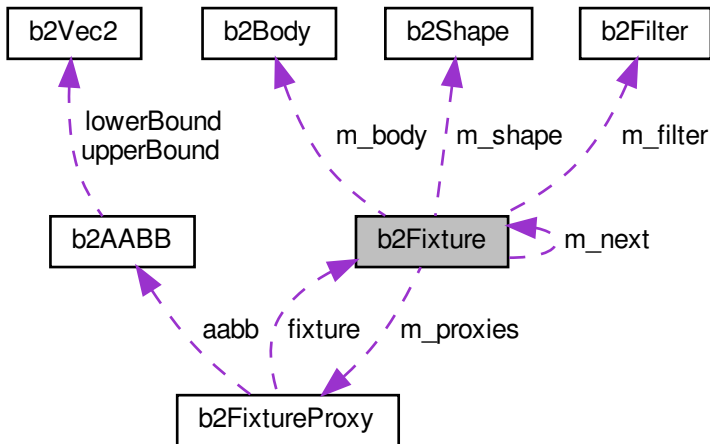 b2Vec2
b2Body
b2Shape
b2Filter
lowerBound
upperBound
m_body
m_shape
m_filter
b2AABB
b2Fixture
m_next
aabb
fixture
m_proxies
b2FixtureProxy